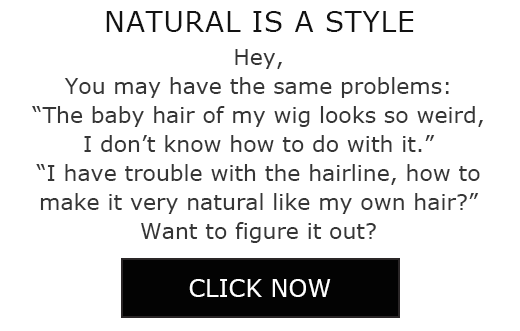 NATURAL IS A STYLE
Hey,
You may have the same problems:
“The baby hair of my wig looks so weird,
I don’t know how to do with it.”
“I have trouble with the hairline, how to
make it very natural like my own hair?”
Want to figure it out?
CLICK NOW